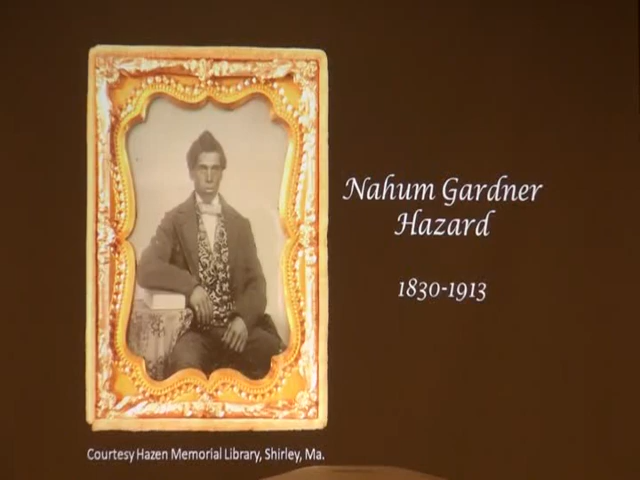 Nahum Gardner
Hazard
1830-1913
Courtesy Hazen Memorial Library, Shirley, Ma.